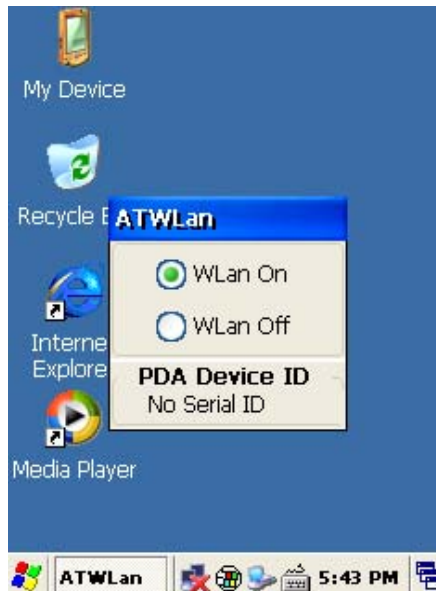 My Device
Recycle B
ATWLan
WLan On
WLan Off
Interne
Explore
PDA Device ID
No Serial ID
Media Player
ATWLan
5:43 PM